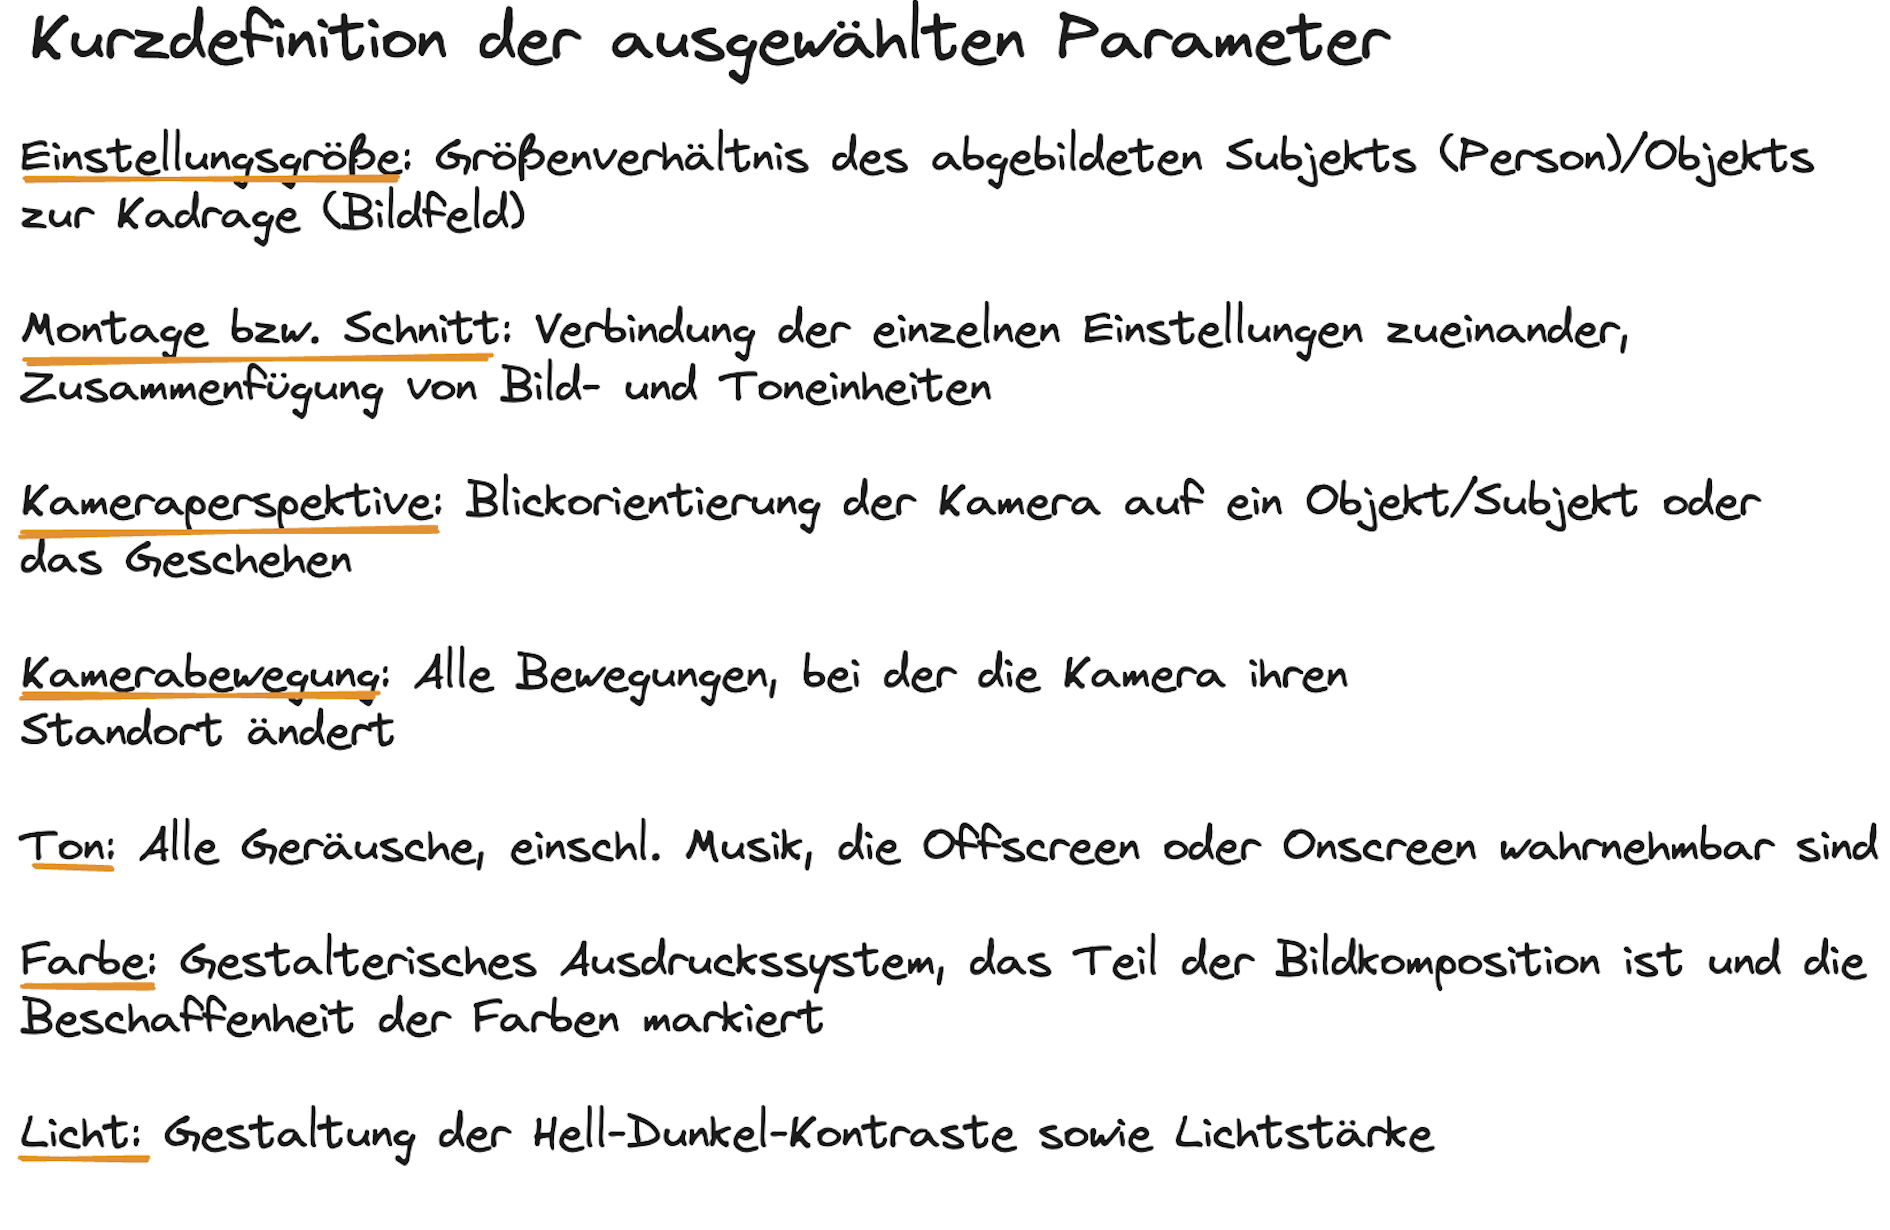 Kurzdefinition der ausgewählten Parameter
Einstellungsgröße: Größenverhältnis des abgebildeten Subjekts (Person)/Objekts
zur Kadrage (Bildfeld)
Montage bzw. Schnitt: Verbindung der einzelnen Einstellungen zueinander,
Zusammenfügung von Bild- und Toneinheiten
Kameraperspektive: Blickorientierung der Kamera auf ein Objekt/Subjekt oder
das Geschehen
Kamerabewegung: Alle Bewegungen, bei der die Kamera ihren
Standort ändert
Ton: Alle Geräusche, einschl. Musik, die Offscreen oder Onscreen wahrnehmbar sind
Farbe: Gestalterisches Ausdruckssystem, das Teil der Bildkomposition ist und die
Beschaffenheit der Farben markiert
Licht: Gestaltung der Hell-Dunkel-Kontraste sowie Lichtstärke